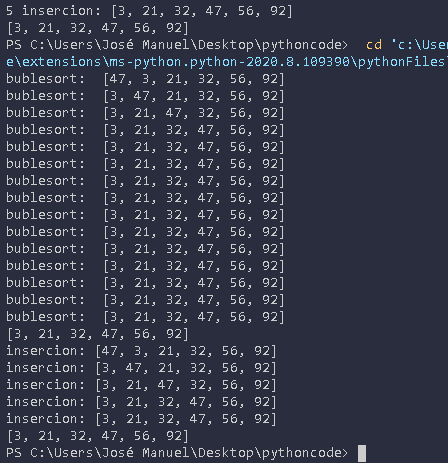 5 insercion: [3, 21, 32, 47, 56, 92]
[3, 21, 32, 47, 56, 92]
PS C:\Users\José Manuel\Desktop\pythoncode>  cd 'c:\Use
e\extensions\ms-python.python-2020.8.109390\pythonFiles
bublesort:  [47, 3, 21, 32, 56, 92]
bublesort:  [3, 47, 21, 32, 56, 92]
bublesort:  [3, 21, 47, 32, 56, 92]
bublesort:  [3, 21, 32, 47, 56, 92]
bublesort:  [3, 21, 32, 47, 56, 92]
bublesort:  [3, 21, 32, 47, 56, 92]
bublesort:  [3, 21, 32, 47, 56, 92]
bublesort:  [3, 21, 32, 47, 56, 92]
bublesort:  [3, 21, 32, 47, 56, 92]
bublesort:  [3, 21, 32, 47, 56, 92]
bublesort:  [3, 21, 32, 47, 56, 92]
bublesort:  [3, 21, 32, 47, 56, 92]
bublesort:  [3, 21, 32, 47, 56, 92]
bublesort:  [3, 21, 32, 47, 56, 92]
bublesort:  [3, 21, 32, 47, 56, 92]
[3, 21, 32, 47, 56, 92]
insercion: [47, 3, 21, 32, 56, 92]
insercion: [3, 47, 21, 32, 56, 92]
insercion: [3, 21, 47, 32, 56, 92]
insercion: [3, 21, 32, 47, 56, 92]
insercion: [3, 21, 32, 47, 56, 92]
[3, 21, 32, 47, 56, 92]
PS C:\Users\José Manuel\Desktop\pythoncode>